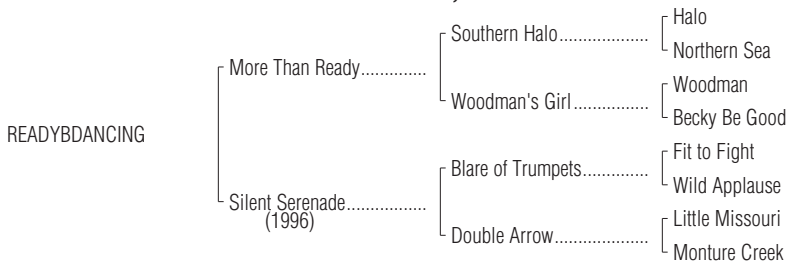 Halo
Southern Halo..................
Northern Sea
More Than Ready.............
Woodman
Woodman's Girl...............
Becky Be Good
READYBDANCING
Fit to Fight
Blare of Trumpets.............
Wild Applause
Silent Serenade...............
(1996)
Little Missouri
Double Arrow...................
Monture Creek